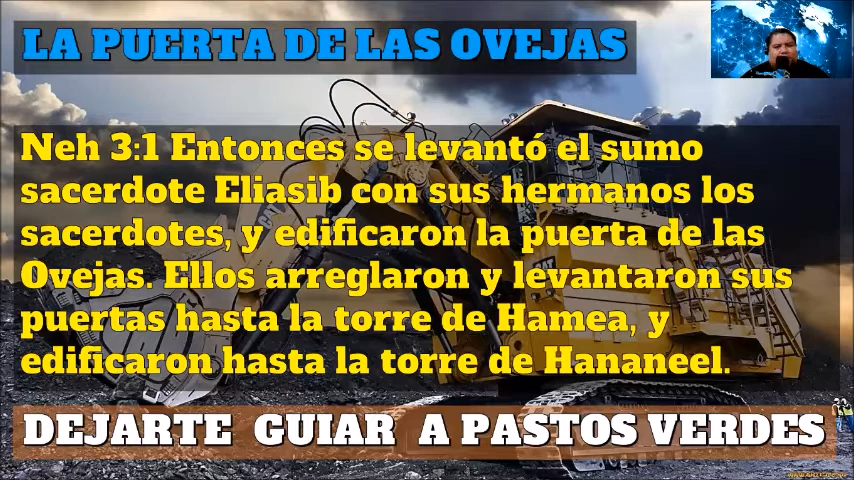 LA PUERTA DE LAS OVEJAS
Neh 3:1 Entonces se levantó el sumo
sacerdote Eliasib con sus hermanos los
sacerdotes, y edificaron la puerta de las
Ovejas. Ellos arreglaron y levantaron sus
puertas hasta la torre de Hamea, y
edificaron hasta la torre de Hananeel.
DEJARTE GUIAR A PASTOS VERDES